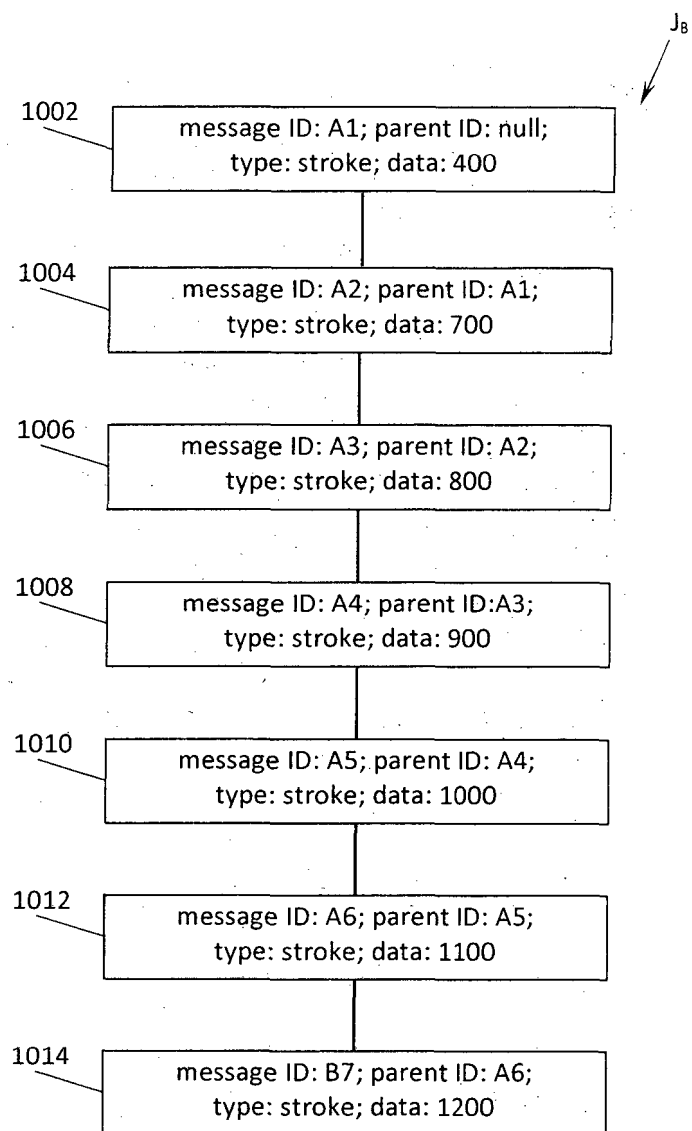 J_B
1002
message ID: A1; parent ID: null;
type: stroke; data: 400
1004
message ID: A2; parent ID: A1;
type: stroke; data: 700
1006
message ID: A3; parent ID: A2;
type: stroke; data: 800
1008
message ID: A4; parent ID:A3;
type: stroke; data: 900
1010
message ID: A5; parent ID: A4;
type: stroke; data: 1000
1012
message ID: A6; parent ID: A5;
type: stroke; data: 1100
1014
message ID: B7; parent ID: A6;
type: stroke; data: 1200